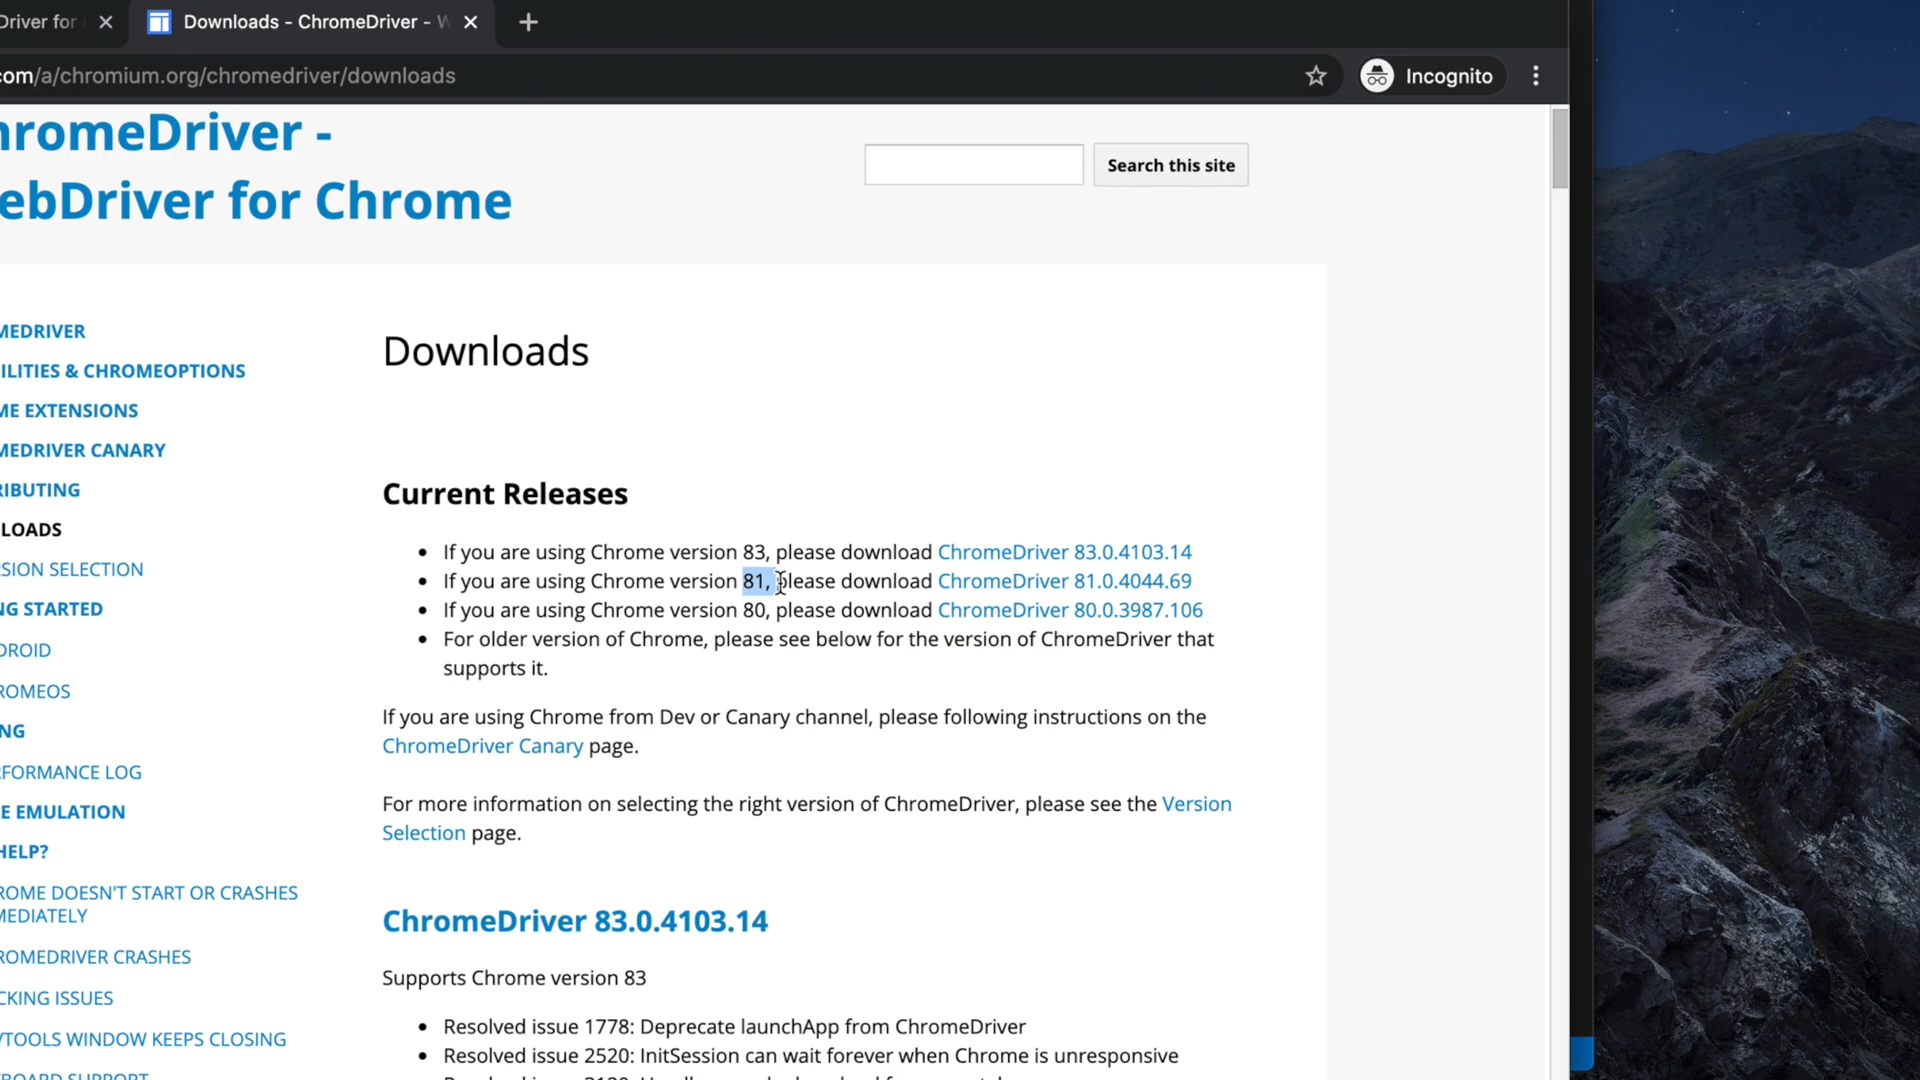 Driver for
Downloads - ChromeDriver - W
com/a/chromium.org/chromedriver/downloads
Incognito
hromeDriver -
ebDriver for Chrome
Search this site
MEDRIVER
ILITIES & CHROMEOPTIONS
ME EXTENSIONS
MEDRIVER CANARY
RIBUTING
LOADS
SION SELECTION
NG STARTED
DROID
ROMEOS
NG
RFORMANCE LOG
E EMULATION
HELP?
ROME DOESN'T START OR CRASHES
MEDIATELY
ROMEDRIVER CRASHES
CKING ISSUES
VTOOLS WINDOW KEEPS CLOSING
Downloads
Current Releases
• If you are using Chrome version 83, please download ChromeDriver 83.0.4103.14
• If you are using Chrome version 81, please download ChromeDriver 81.0.4044.69
• If you are using Chrome version 80, please download ChromeDriver 80.0.3987.106
• For older version of Chrome, please see below for the version of ChromeDriver that
supports it.
If you are using Chrome from Dev or Canary channel, please following instructions on the
ChromeDriver Canary page.
For more information on selecting the right version of ChromeDriver, please see the Version
Selection page.
ChromeDriver 83.0.4103.14
Supports Chrome version 83
• Resolved issue 1778: Deprecate launchApp from ChromeDriver
• Resolved issue 2520: InitSession can wait forever when Chrome is unresponsive